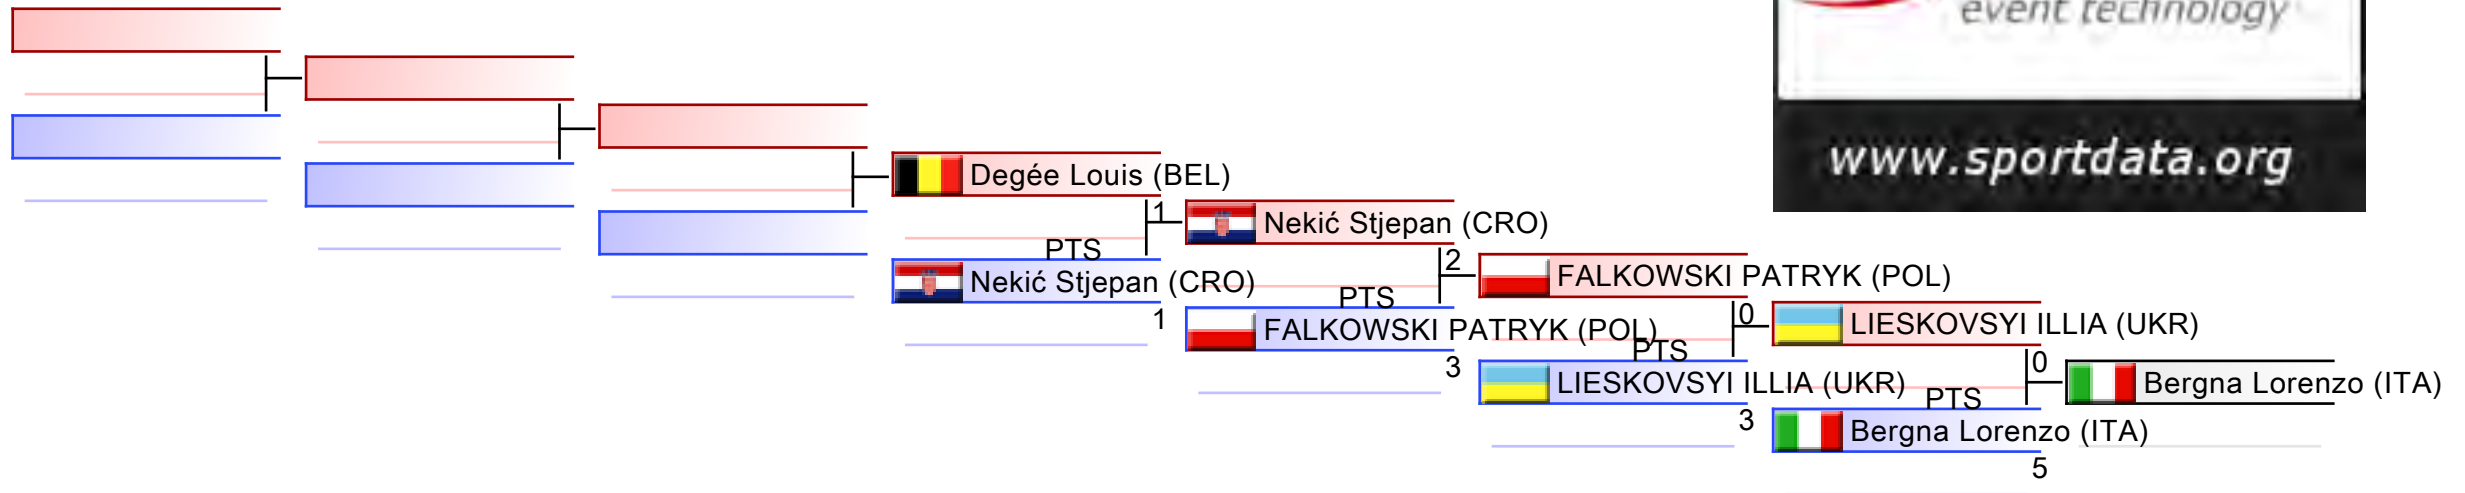 event technology
www.sportdata.org
Degée Louis (BEL)
1
PTS
Nekić Stjepan (CRO)
1
Nekić Stjepan (CRO)
2
PTS
FALKOWSKI PATRYK (POL)
3
FALKOWSKI PATRYK (POL)
0
PTS
LIESKOVSYI ILLIA (UKR)
3
LIESKOVSYI ILLIA (UKR)
0
PTS
Bergna Lorenzo (ITA)
5
Bergna Lorenzo (ITA)